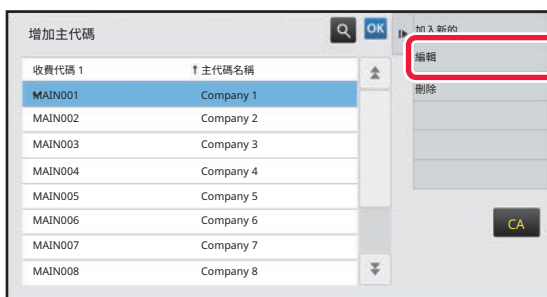 增加主代碼 OK
收費代碼 1 主代碼名稱
MAIN001 Company 1
MAIN002 Company 2
MAIN003 Company 3
MAIN004 Company 4
MAIN005 Company 5
MAIN006 Company 6
MAIN007 Company 7
MAIN008 Company 8
加入新的
編輯
刪除
CA